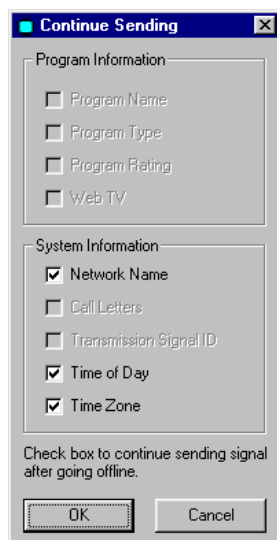 Continue Sending
Program Information
Program Name
Program Type
Program Rating
Web TV
System Information
Network Name
Call Letters
Transmission Signal ID
Time of Day
Time Zone
Check box to continue sending signal
after going offline.
OK
Cancel